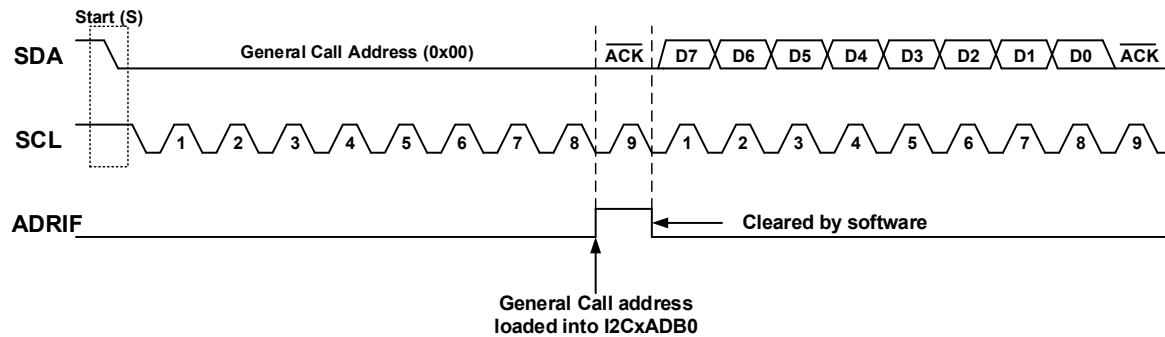 Start (S)
SDA General Call Address (0x00) ACK D7 D6 D5 D4 D3 D2 D1 D0 ACK
SCL 1 2 3 4 5 6 7 8 9 1 2 3 4 5 6 7 8 9
ADRIF Cleared by software
General Call address
loaded into I2CxADB0